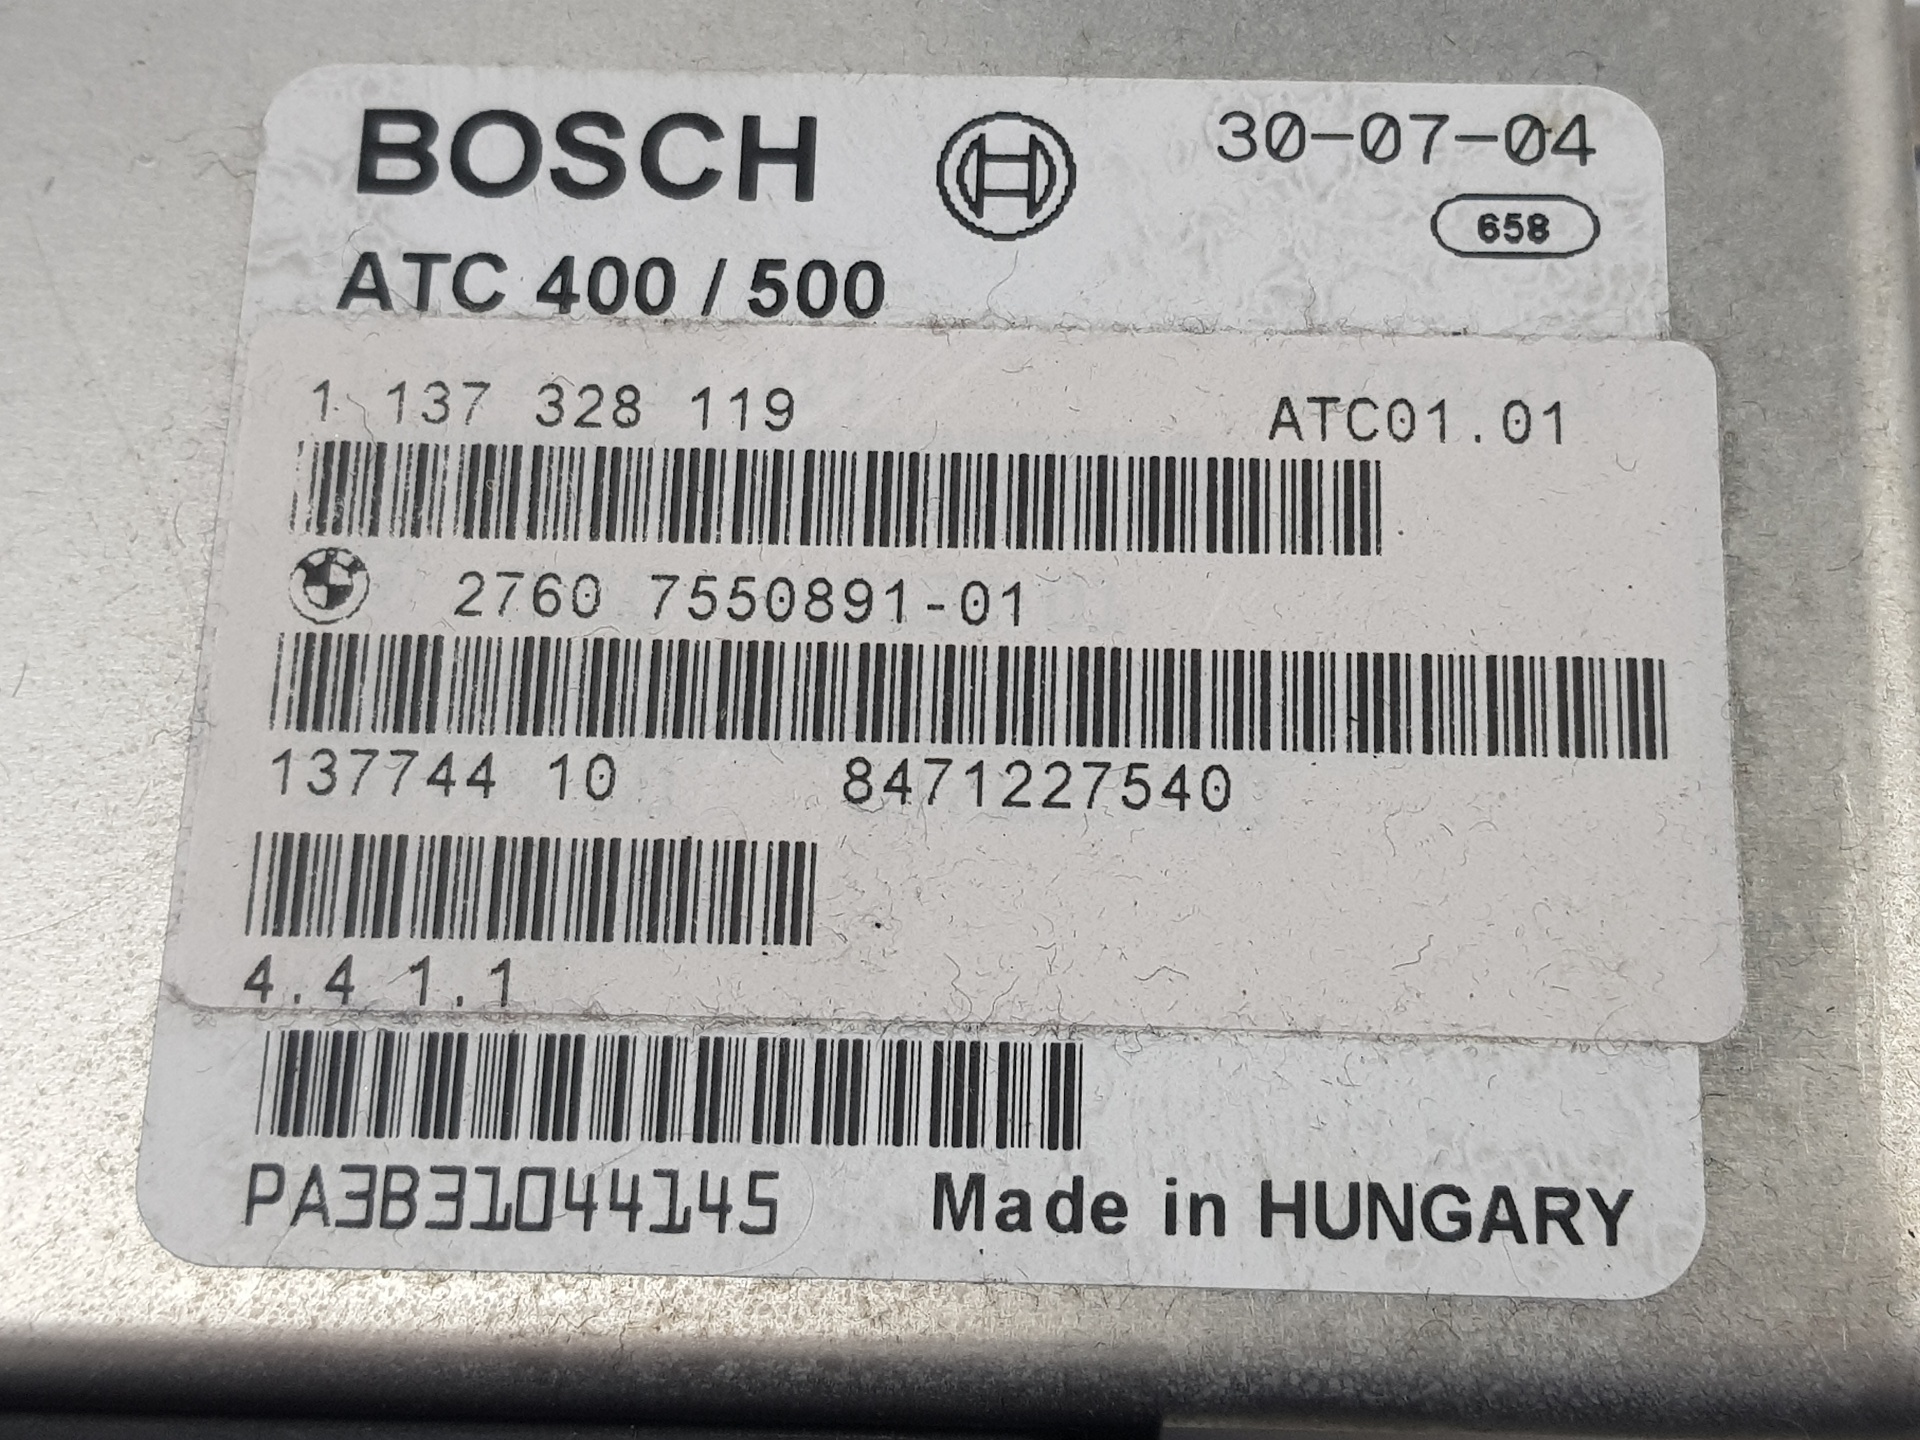 BOSCH 30-07-04
658
ATC 400 / 500
1 137 328 119 ATC01.01
2760 7550891-01
137744 10 8471227540
4.4 1.1
PA3B31044145 Made in HUNGARY